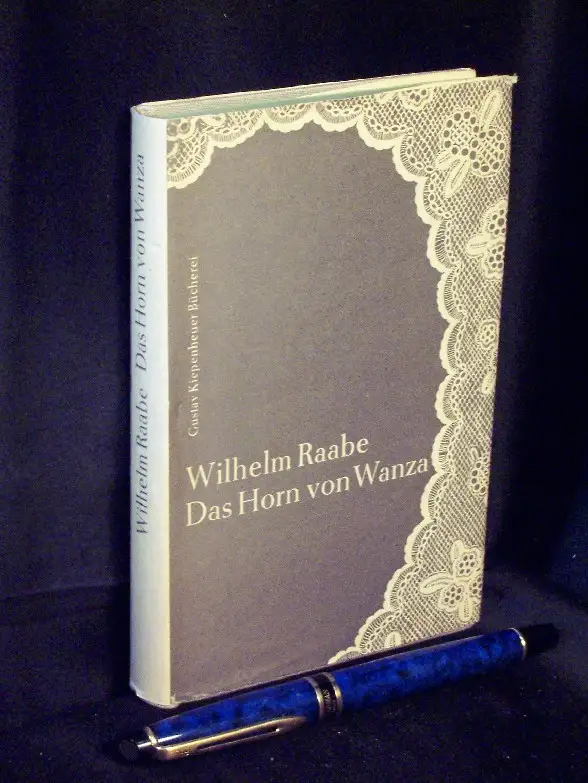 Wilhelm Raabe Das Horn von Wanza
Gustav Kiepenheuer Bücherei
Wilhelm Raabe
Das Horn von Wanza